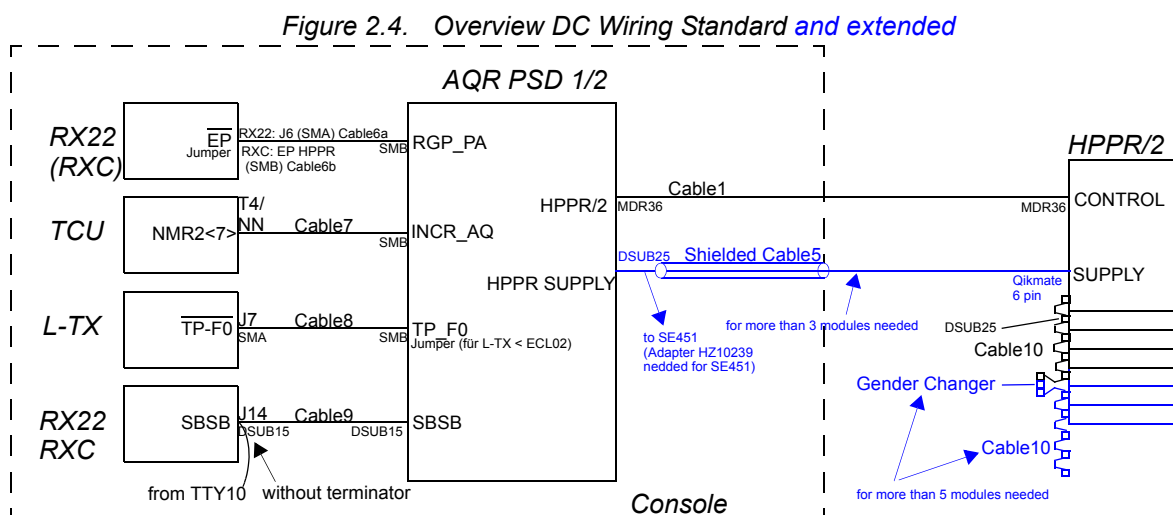 Figure 2.4. Overview DC Wiring Standard and extended
AQR PSD 1/2
RX22
(RXC)
EP
Jumper
RX22: J6 (SMA) Cable6a
RXC: EP HPPR
(SMB) Cable6b
SMB
RGP_PA
HPPR/2
TCU
NMR2<7>
T4/
NN
Cable7
SMB
INCR_AQ
HPPR/2
MDR36
Cable1
MDR36
CONTROL
HPPR SUPPLY
DSUB25
Shielded Cable5
Qikmate
6 pin
SUPPLY
L-TX
TP-F0
J7
SMA
Cable8
SMB
TP_F0
Jumper (für L-TX < ECL02)
to SE451
(Adapter HZ10239
nedded for SE451)
for more than 3 modules needed
DSUB25
Cable10
Gender Changer
RX22
RXC
SBSB
J14
DSUB15
Cable9
DSUB15
SBSB
Cable10
from TTY10
without terminator
for more than 5 modules needed
Console